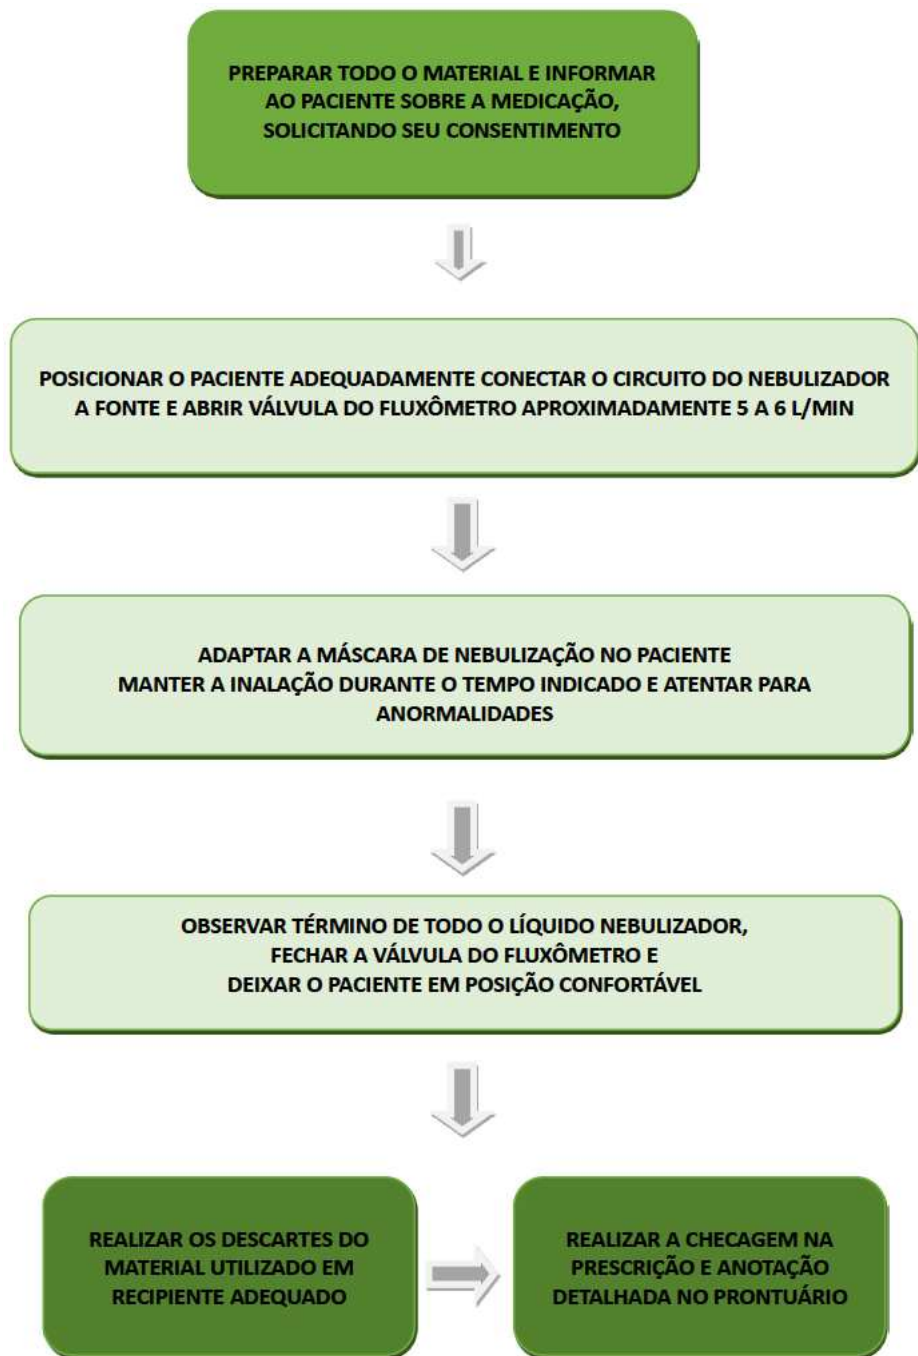 PREPARAR TODO O MATERIAL E INFORMAR
AO PACIENTE SOBRE A MEDICAÇÃO,
SOLICITANDO SEU CONSENTIMENTO
POSICIONAR O PACIENTE ADEQUADAMENTE CONECTAR O CIRCUITO DO NEBULIZADOR
A FONTE E ABRIR VÁLVULA DO FLUXÔMETRO APROXIMADAMENTE 5 A 6 L/MIN
ADAPTAR A MÁSCARA DE NEBULIZAÇÃO NO PACIENTE
MANTER A INALAÇÃO DURANTE O TEMPO INDICADO E ATENTAR PARA
ANORMALIDADES
OBSERVAR TÉRMINO DE TODO O LÍQUIDO NEBULIZADOR,
FECHAR A VÁLVULA DO FLUXÔMETRO E
DEIXAR O PACIENTE EM POSIÇÃO CONFORTÁVEL
REALIZAR OS DESCARTES DO
MATERIAL UTILIZADO EM
RECIPIENTE ADEQUADO
REALIZAR A CHECAGEM NA
PRESCRIÇÃO E ANOTAÇÃO
DETALHADA NO PRONTUÁRIO